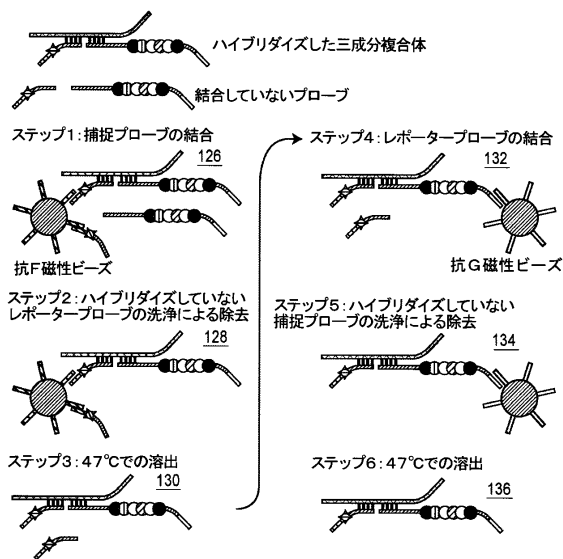 ハイブリダイズした三成分複合体
結合していないプローブ
ステップ1:捕捉プローブの結合
126
抗F磁性ビーズ
ステップ2:ハイブリダイズしていない
レポータープローブの洗浄による除去
128
ステップ3:47℃での溶出
130
ステップ4:レポータープローブの結合
132
抗G磁性ビーズ
ステップ5:ハイブリダイズしていない
捕捉プローブの洗浄による除去
134
ステップ6:47℃での溶出
136